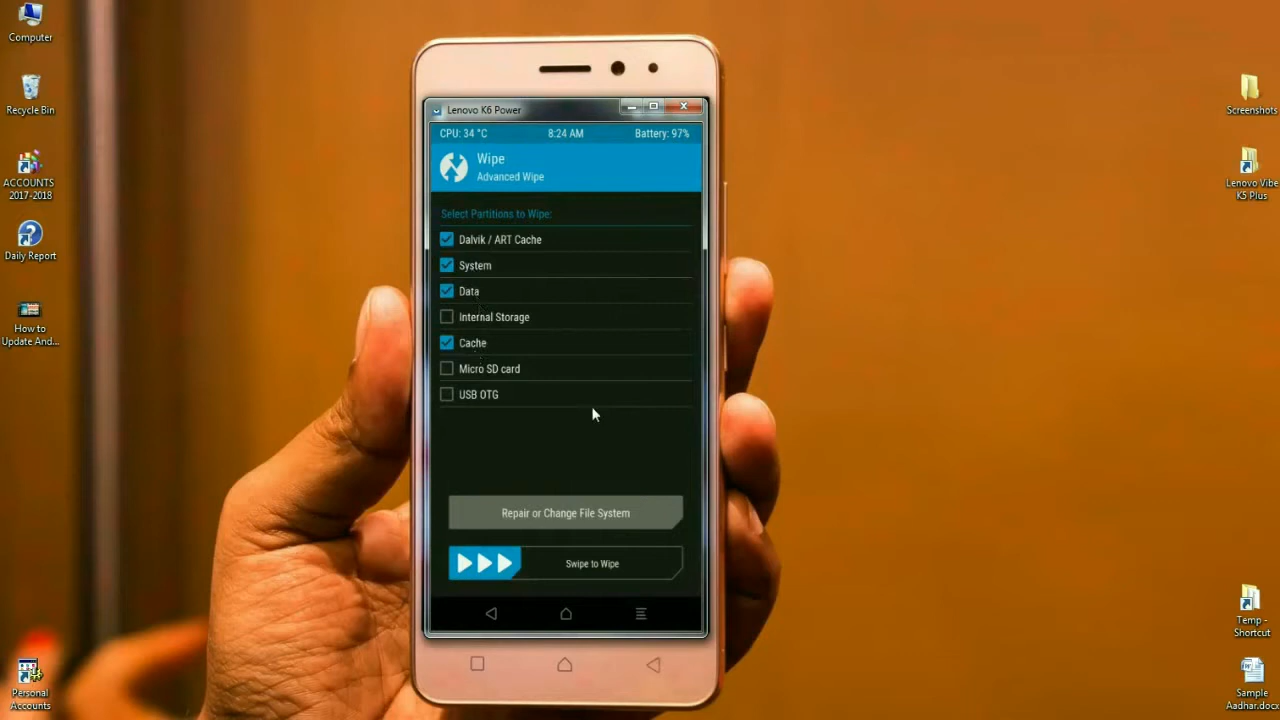 Computer
Recycle Bin
ACCOUNTS
2017-2018
Daily Report
How to
Update And...
Personal
Accounts
Lenovo K6 Power
CPU: 34 °C
8:24 AM
Battery: 97%
Wipe
Advanced Wipe
Select Partitions to Wipe:
Dalvik / ART Cache
System
Data
Internal Storage
Cache
Micro SD card
USB OTG
Repair or Change File System
Swipe to Wipe
Screenshots
Lenovo Vibe
K5 Plus
Temp -
Shortcut
Sample
Aadhar.docx